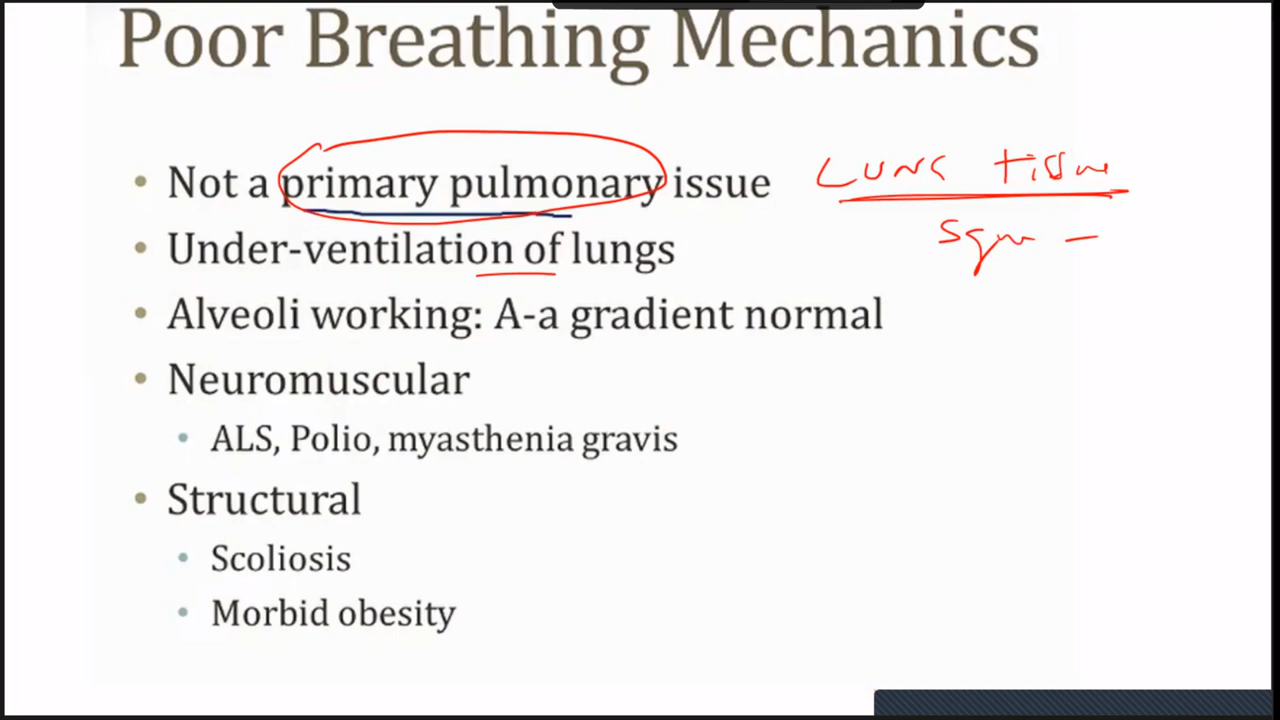 Poor Breathing Mechanics
• Not a primary pulmonary issue
Lung tissue
• Under-ventilation of lungs
• Alveoli working: A-a gradient normal
• Neuromuscular
• ALS, Polio, myasthenia gravis
• Structural
• Scoliosis
• Morbid obesity